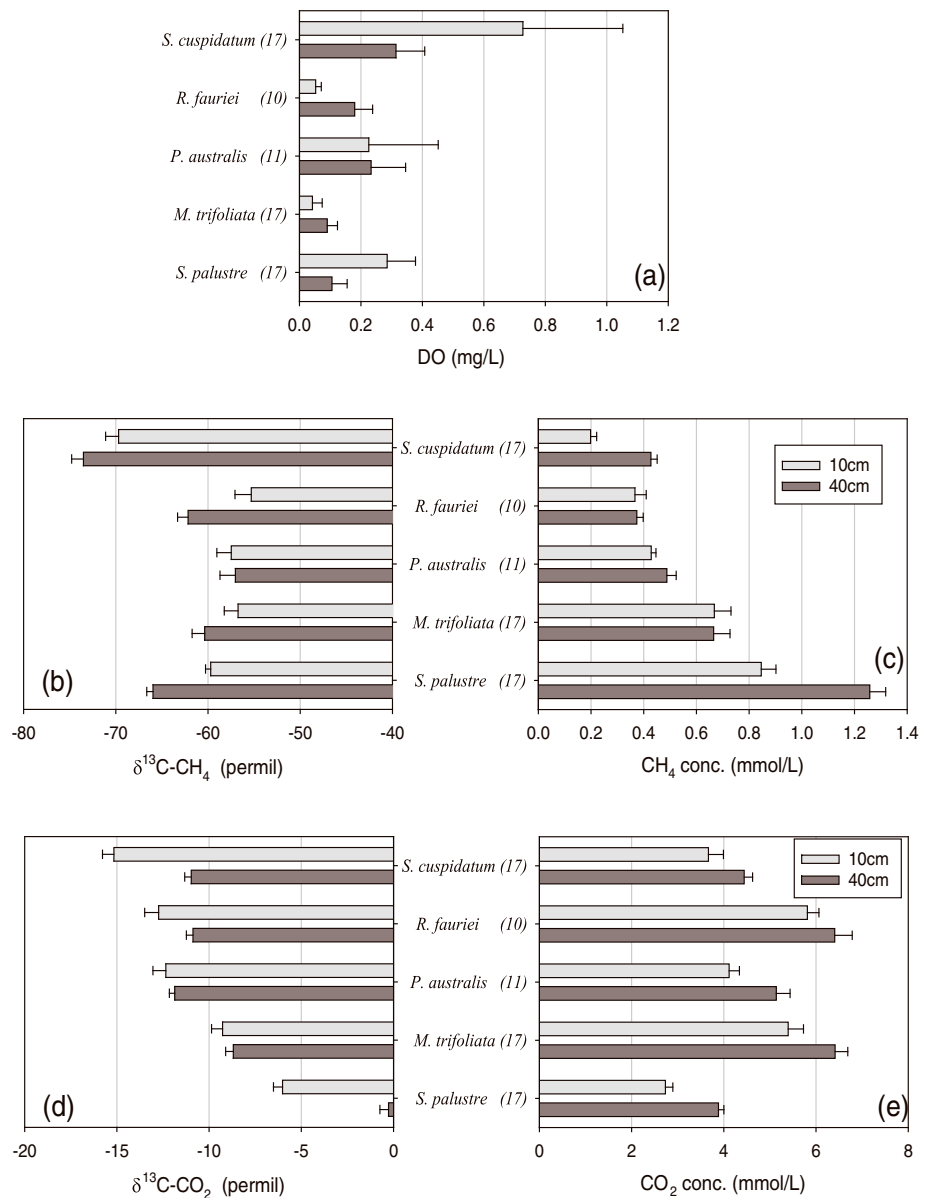 S. cuspidatum (17)
R. fauriei (10)
P. australis (11)
M. trifoliata (17)
S. palustre (17)
(a)
0.0 0.2 0.4 0.6 0.8 1.0 1.2
DO (mg/L)
S. cuspidatum (17)
10cm
40cm
R. fauriei (10)
P. australis (11)
M. trifoliata (17)
(b)
S. palustre (17)
(c)
-80 -70 -60 -50 -40
0.0 0.2 0.4 0.6 0.8 1.0 1.2 1.4
δ¹³C-CH₄ (permil)
CH₄ conc. (mmol/L)
S. cuspidatum (17)
10cm
40cm
R. fauriei (10)
P. australis (11)
M. trifoliata (17)
(d)
S. palustre (17)
(e)
-20 -15 -10 -5 0
0 2 4 6 8
δ¹³C-CO₂ (permil)
CO₂ conc. (mmol/L)